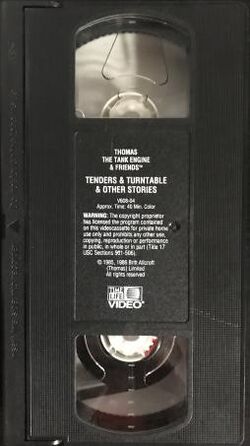 THOMAS
THE TANK ENGINE
& FRIENDS™
TENDERS & TURNTABLE
& OTHER STORIES
V608-04
Approx. Time: 40 Min. Color
WARNING: The copyright proprietor
has licensed the program contained
on this videocassette for private home
use only and prohibits any other use,
copying, reproduction or performance
in public, in whole or in part (Title 17
USC Sections 501-506).
© 1985, 1986 Britt Allcroft
(Thomas) Limited
All rights reserved
TIME
LIFE
VIDEO®